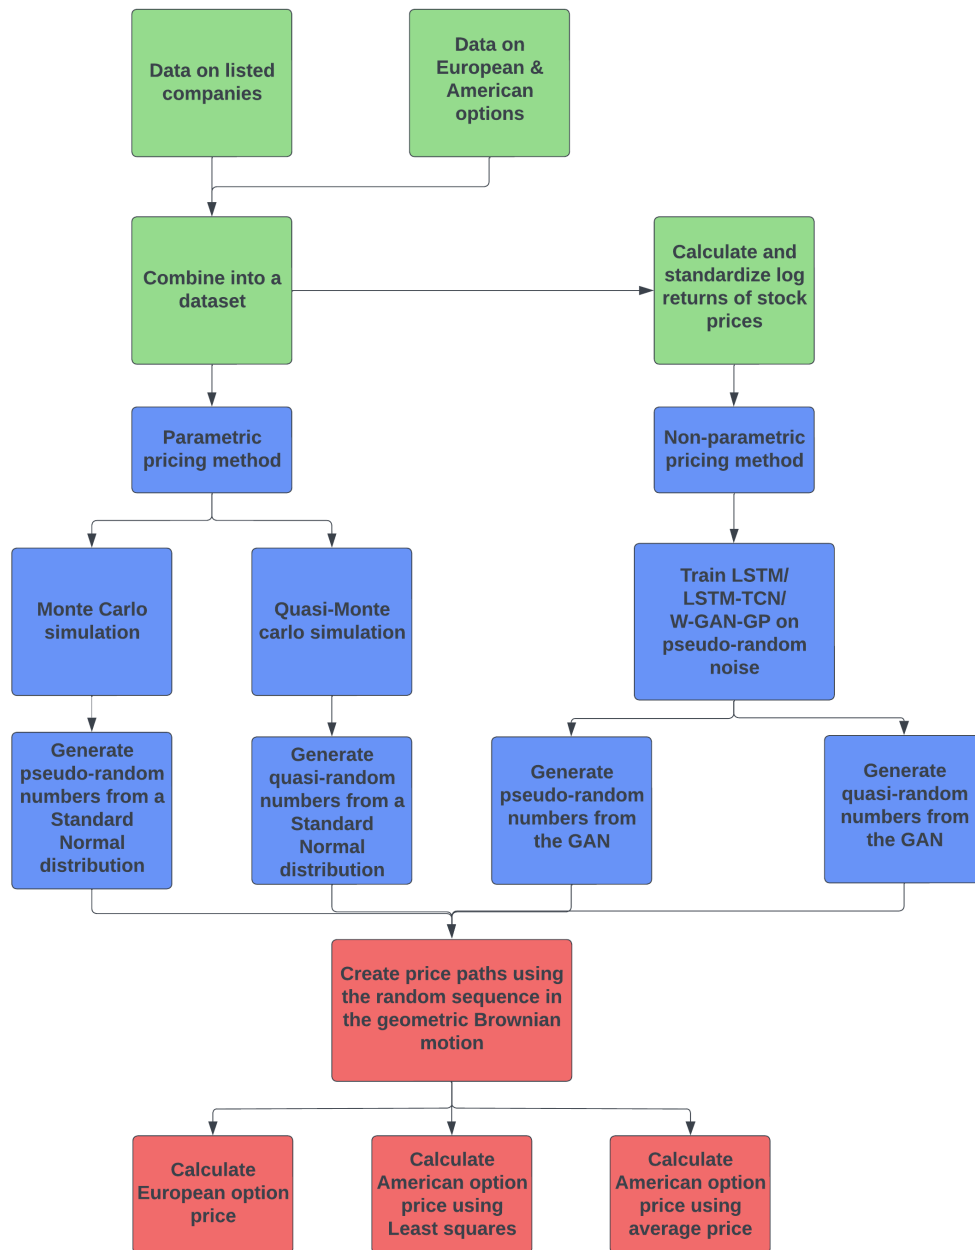 Data on listed
companies
Data on
European &
American
options
Combine into a
dataset
Calculate and
standardize log
returns of stock
prices
Parametric
pricing method
Non-parametric
pricing method
Monte Carlo
simulation
Quasi-Monte
carlo simulation
Train LSTM/
LSTM-TCN/
W-GAN-GP on
pseudo-random
noise
Generate
pseudo-random
numbers from a
Standard
Normal
distribution
Generate
quasi-random
numbers from a
Standard
Normal
distribution
Generate
pseudo-random
numbers from
the GAN
Generate
quasi-random
numbers from
the GAN
Create price paths using
the random sequence in
the geometric Brownian
motion
Calculate
European option
price
Calculate
American option
price using
Least squares
Calculate
American option
price using
average price